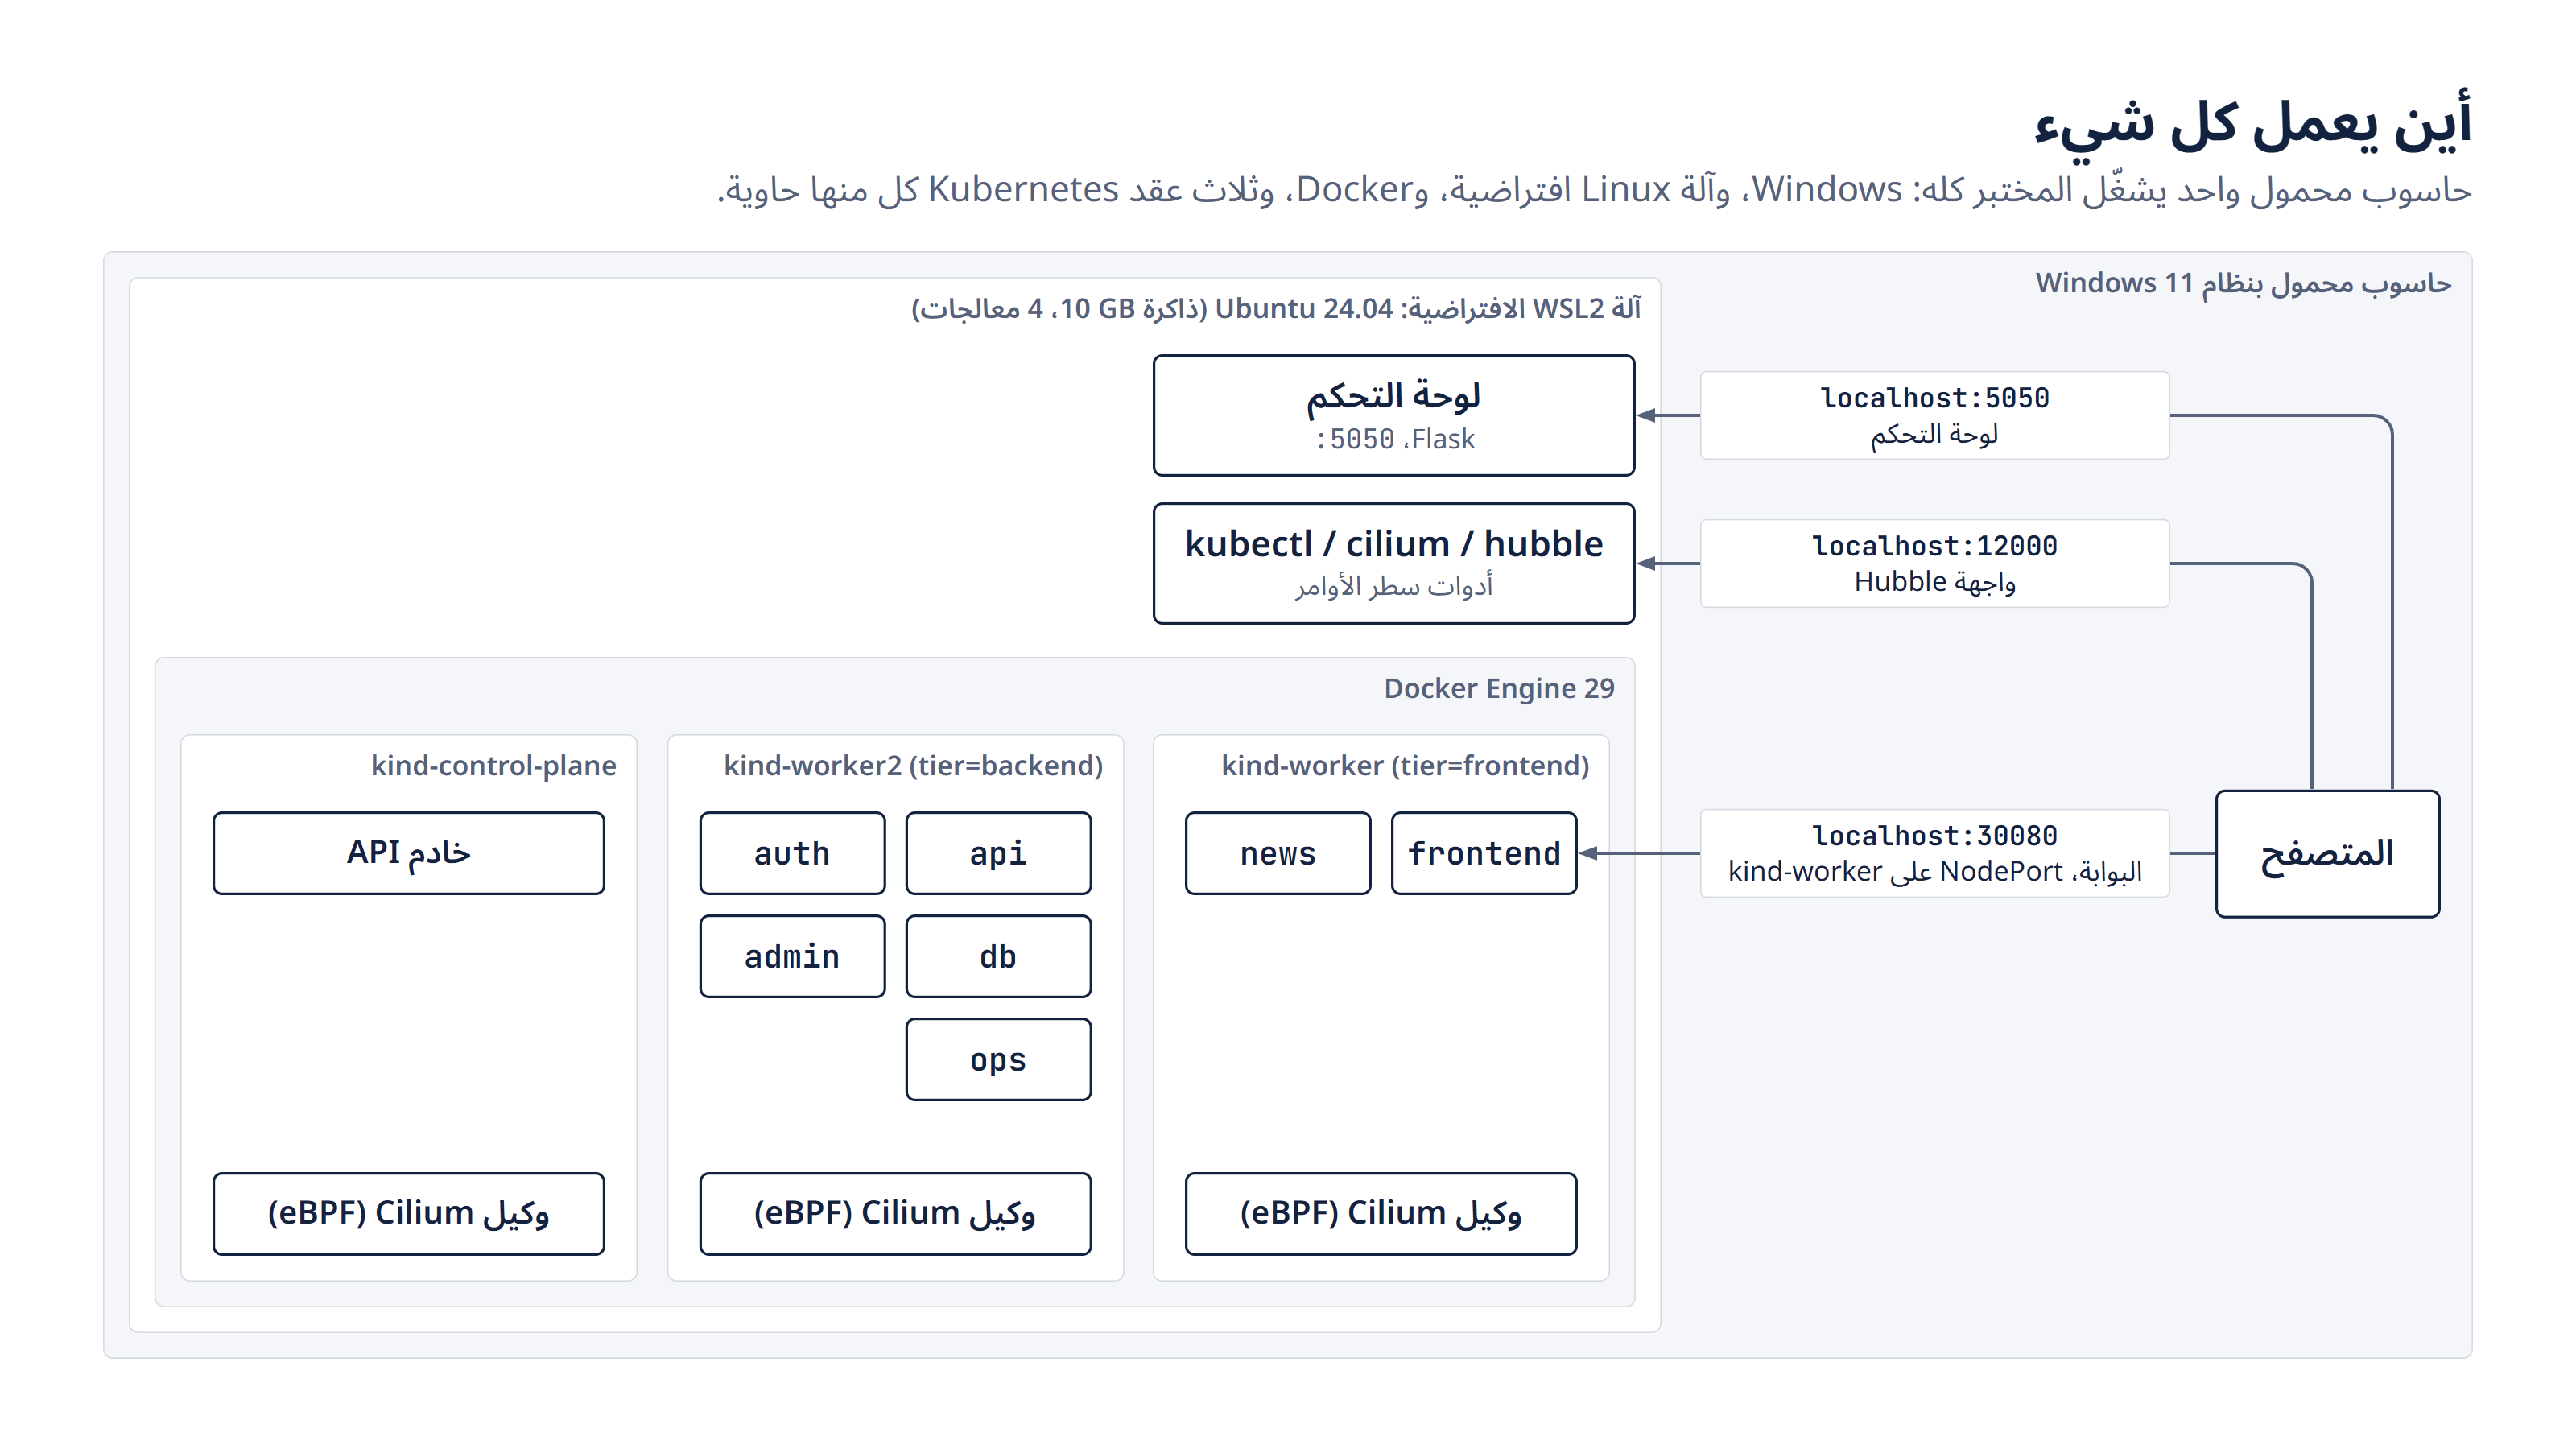 أين يعمل كل شيء
حاسوب محمول واحد يشغّل المختبر كله: Windows، وآلة Linux افتراضية، وDocker، وثلاث عقد Kubernetes كل منها حاوية.
حاسوب محمول بنظام Windows 11
آلة WSL2 الافتراضية: Ubuntu 24.04 (ذاكرة 10 GB، 4 معالجات)
localhost:5050
لوحة التحكم
لوحة التحكم
Flask، :5050
localhost:12000
واجهة Hubble
kubectl / cilium / hubble
أدوات سطر الأوامر
المتصفح
localhost:30080
البوابة، NodePort على kind-worker
Docker Engine 29
kind-worker (tier=frontend)
frontend
news
وكيل Cilium (eBPF)
kind-worker2 (tier=backend)
api
auth
db
admin
ops
وكيل Cilium (eBPF)
kind-control-plane
خادم API
وكيل Cilium (eBPF)